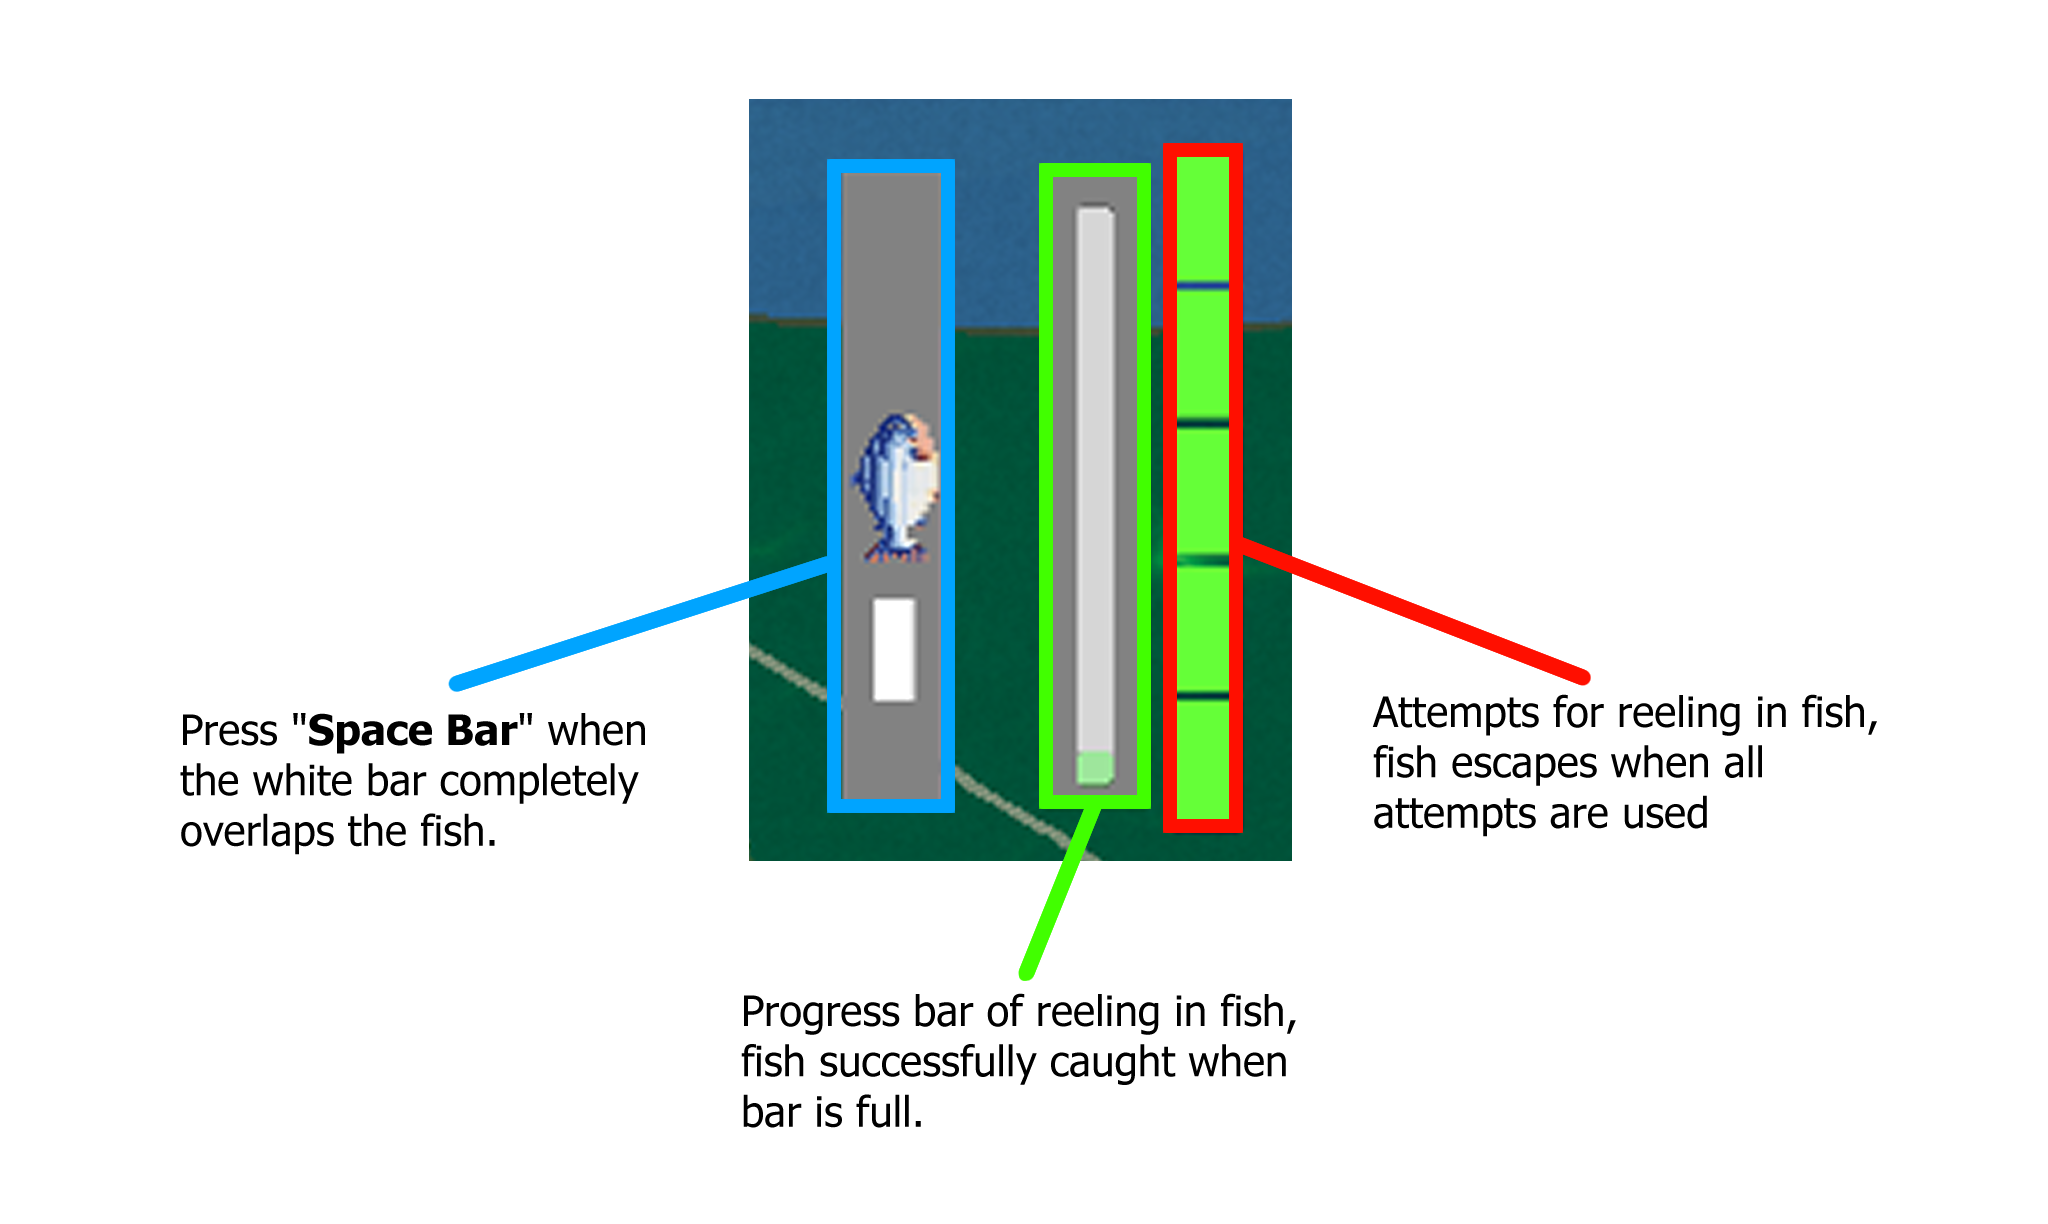 Press "Space Bar" when
the white bar completely
overlaps the fish.
Attempts for reeling in fish,
fish escapes when all
attempts are used
Progress bar of reeling in fish,
fish successfully caught when
bar is full.